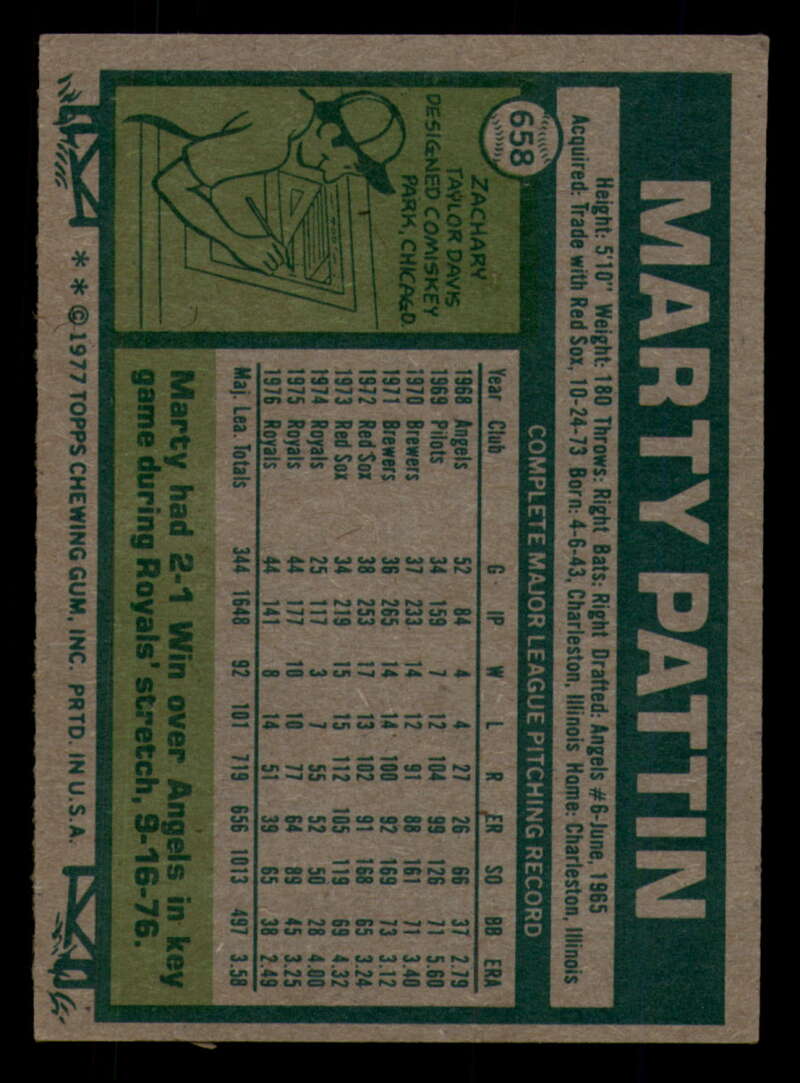 MARTY PATTIN
Height: 5'10" Weight: 180 Throws: Right Bats: Right Drafted: Angels #6-June, 1965
Acquired: Trade with Red Sox, 10-24-73 Born: 4-6-43, Charleston, Illinois Home: Charleston, Illinois
658
ZACHARY
TAYLOR DAVIS
DESIGNED COMISKEY
PARK, CHICAGO.
COMPLETE MAJOR LEAGUE PITCHING RECORD
Year Club G IP W L R ER SO BB ERA
1968 Angels 52 84 4 4 27 26 66 37 2.79
1969 Pilots 34 159 7 12 104 99 126 71 5.60
1970 Brewers 37 233 14 12 91 88 161 71 3.40
1971 Brewers 36 265 14 14 100 92 169 73 3.12
1972 Red Sox 38 253 17 13 102 91 168 65 3.24
1973 Red Sox 34 219 15 15 112 105 119 69 4.32
1974 Royals 25 117 3 7 55 52 50 28 4.00
1975 Royals 44 177 10 10 77 64 89 45 3.25
1976 Royals 44 141 8 14 51 39 65 38 2.49
Maj. Lea. Totals 344 1648 92 101 719 656 1013 497 3.58
Marty had 2-1 Win over Angels in key
game during Royals' stretch, 9-16-76.
* * ©1977 TOPPS CHEWING GUM, INC. PRTD. IN U.S.A.